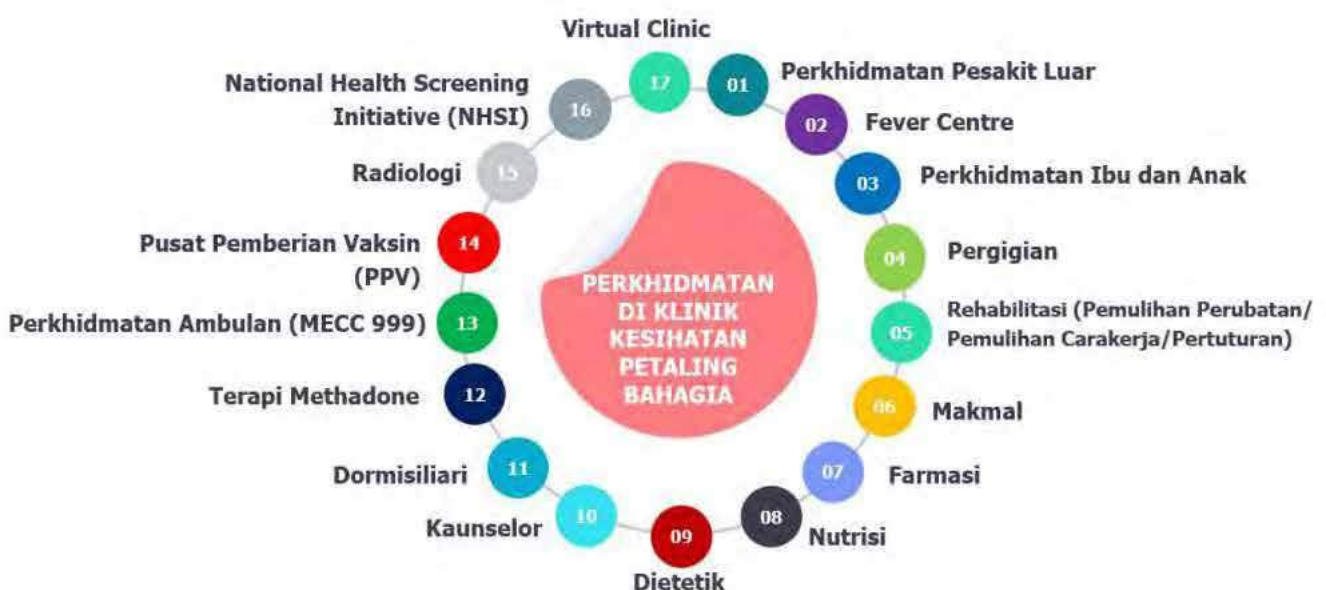 PERKHIDMATAN
DI KLINIK
KESIHATAN
PETALING
BAHAGIA
01
Perkhidmatan Pesakit Luar
02
Fever Centre
03
Perkhidmatan Ibu dan Anak
04
Pergigian
05
Rehabilitasi (Pemulihan Perubatan/
Pemulihan Carakerja/Pertuturan)
06
Makmal
07
Farmasi
08
Nutrisi
09
Dietetik
10
Kaunselor
11
Dormisiliari
12
Terapi Methadone
13
Perkhidmatan Ambulan (MECC 999)
14
Pusat Pemberian Vaksin
(PPV)
15
Radiologi
16
National Health Screening
Initiative (NHSI)
17
Virtual Clinic